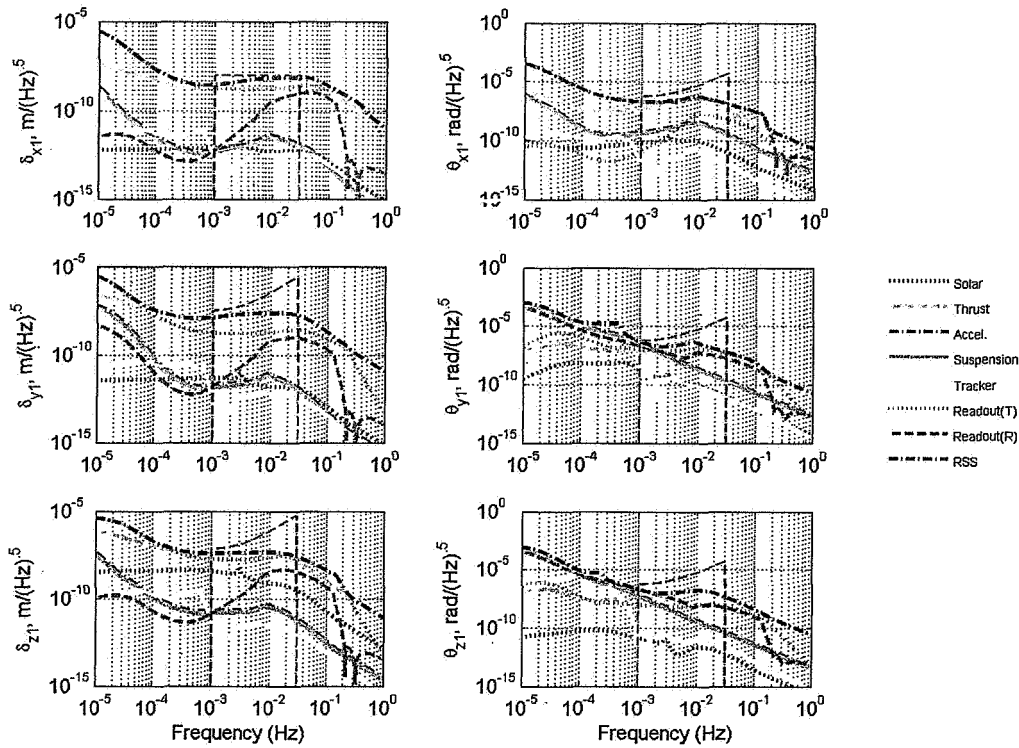 10^-5
10^-10
10^-15
δx1, m/(Hz)^.5
10^-5 10^-4 10^-3 10^-2 10^-1 10^0
10^0
10^-5
10^-10
10^-15
θx1, rad/(Hz)^.5
10^-5 10^-4 10^-3 10^-2 10^-1 10^0
10^-5
10^-10
10^-15
δy1, m/(Hz)^.5
10^-5 10^-4 10^-3 10^-2 10^-1 10^0
10^0
10^-5
10^-10
10^-15
θy1, rad/(Hz)^.5
10^-5 10^-4 10^-3 10^-2 10^-1 10^0
10^-5
10^-10
10^-15
δz1, m/(Hz)^.5
10^-5 10^-4 10^-3 10^-2 10^-1 10^0
Frequency (Hz)
10^0
10^-5
10^-10
10^-15
θz1, rad/(Hz)^.5
10^-5 10^-4 10^-3 10^-2 10^-1 10^0
Frequency (Hz)
Solar
Thrust
Accel.
Suspension
Tracker
Readout(T)
Readout(R)
RSS